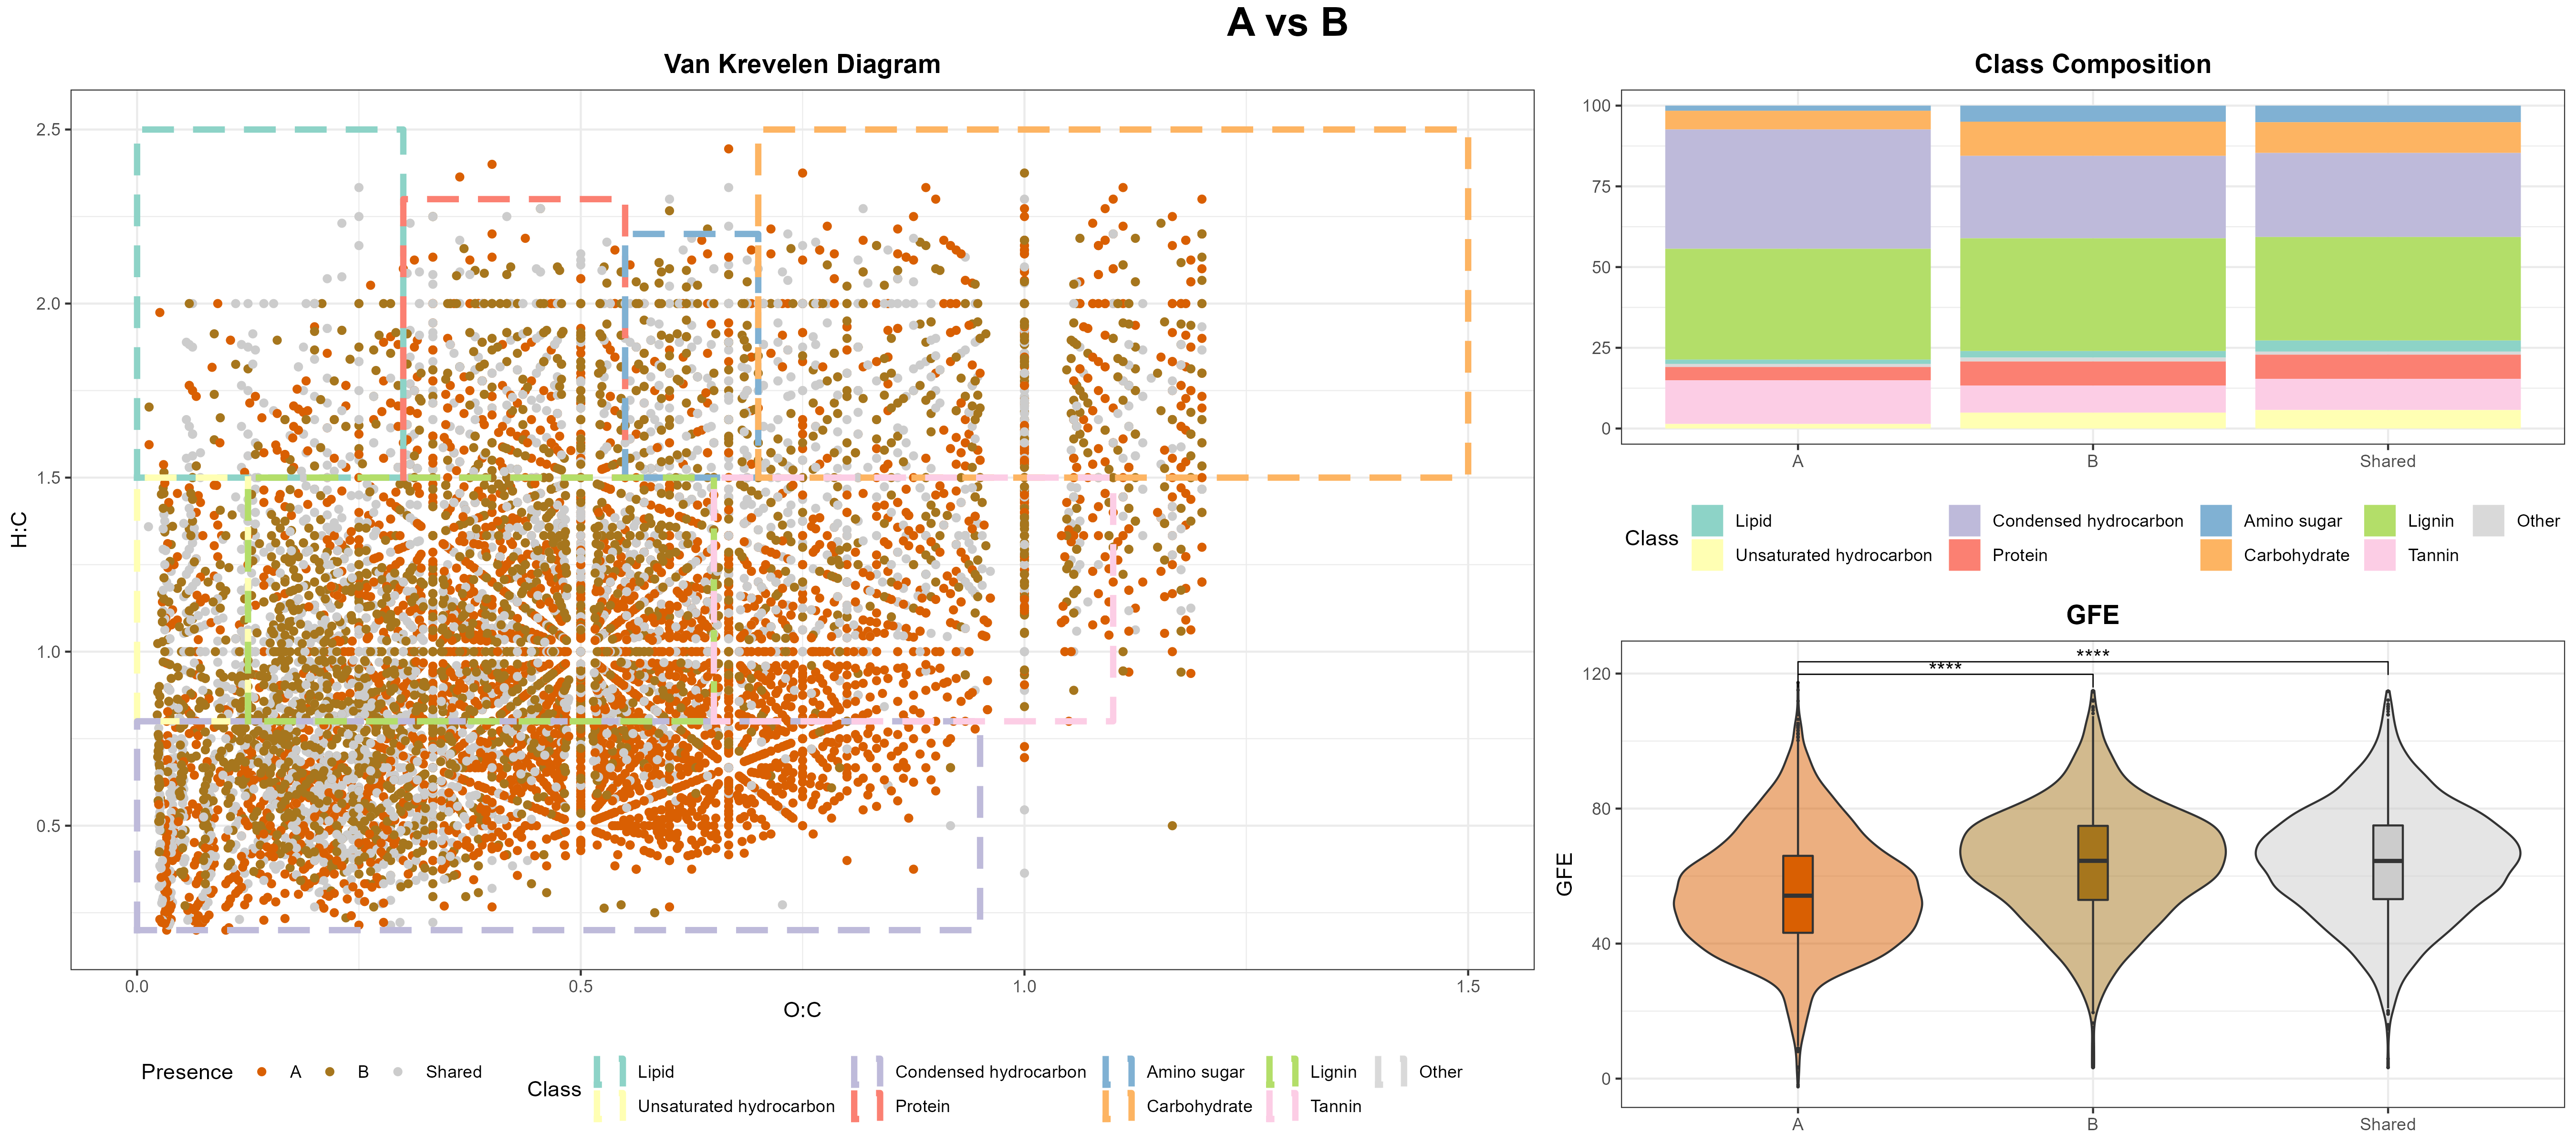 A vs B
Van Krevelen Diagram
H:C
2.5
2.0
1.5
1.0
0.5
0.0 0.5 1.0 1.5
O:C
Presence A B Shared
Class Lipid Condensed hydrocarbon Amino sugar Lignin Other
Unsaturated hydrocarbon Protein Carbohydrate Tannin
Class Composition
100
75
50
25
0
A B Shared
Class Lipid Condensed hydrocarbon Amino sugar Lignin Other
Unsaturated hydrocarbon Protein Carbohydrate Tannin
GFE
GFE
****
****
120
80
40
0
A B Shared